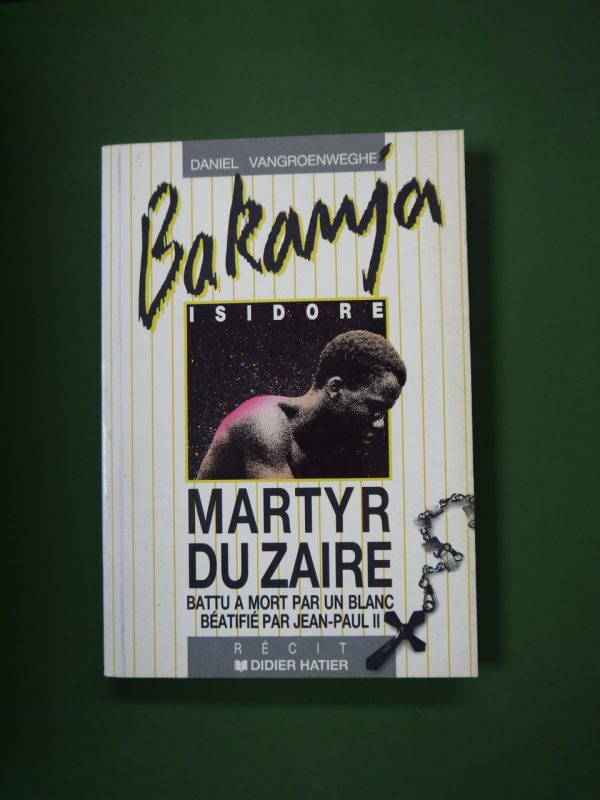 DANIEL VANGROENWEGHE
Bakanja
ISIDORE
MARTYR
DU ZAIRE
BATTU A MORT PAR UN BLANC
BÉATIFIÉ PAR JEAN-PAUL II
RÉCIT
DIDIER HATIER